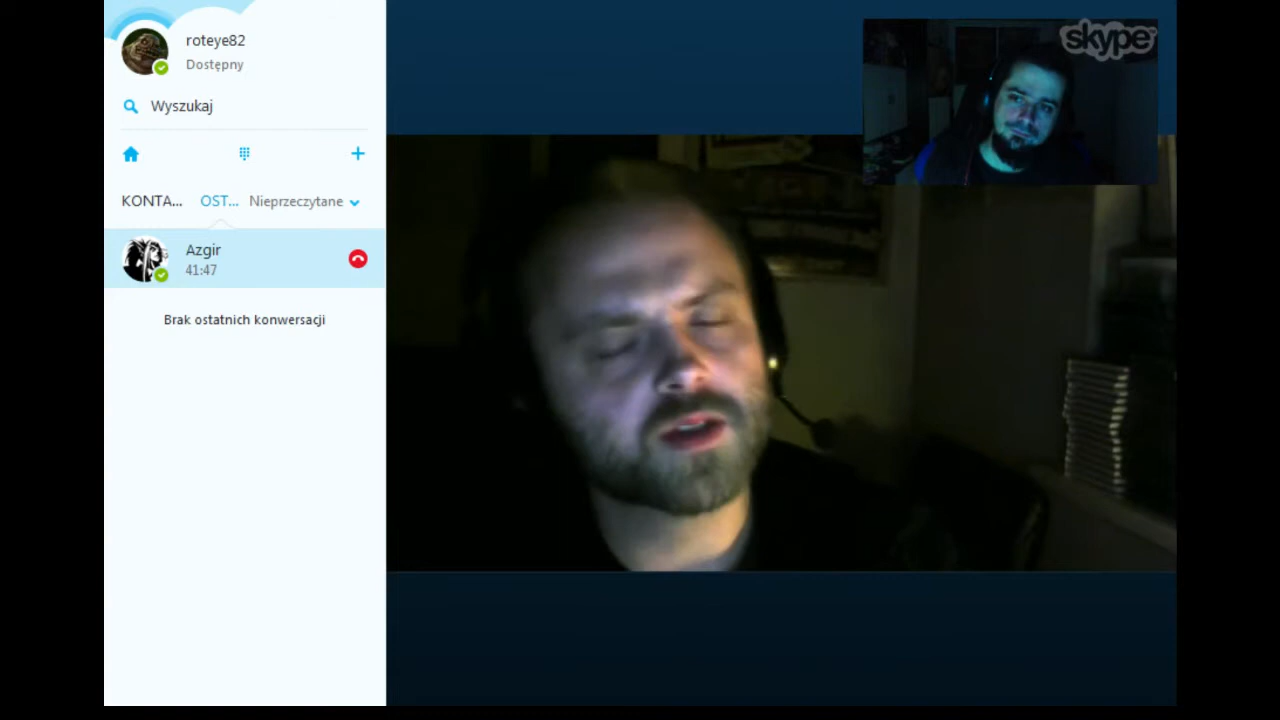 roteye82
Dostępny
Wyszukaj
KONTA... OST... Nieprzeczytane
Azgir
41:47
Brak ostatnich konwersacji
skype